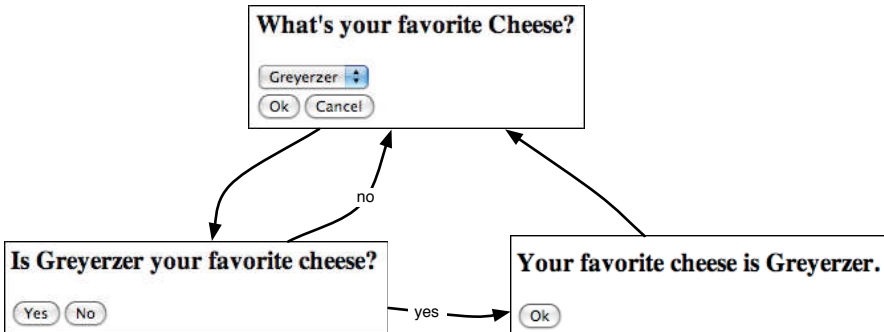 What's your favorite Cheese?
Greyerzer
Ok Cancel
no
Is Greyerzer your favorite cheese?
Yes No
yes
Your favorite cheese is Greyerzer.
Ok